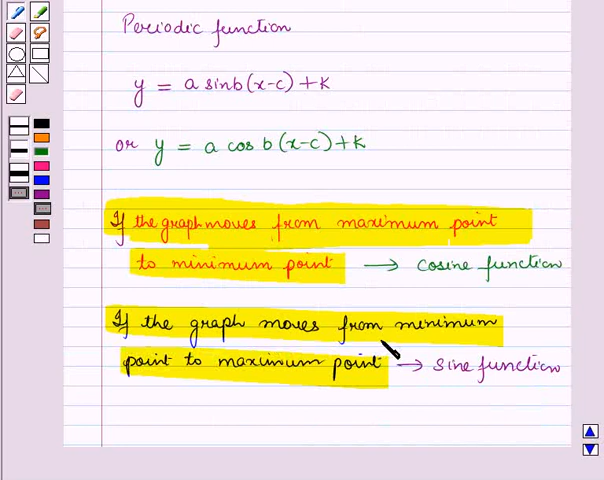 Periodic function
y = a sinb(x-c)+k
or y = a cos b(x-c)+k
If the graph moves from maximum point
to minimum point → cosine function
If the graph moves from minimum
point to maximum point → sine function